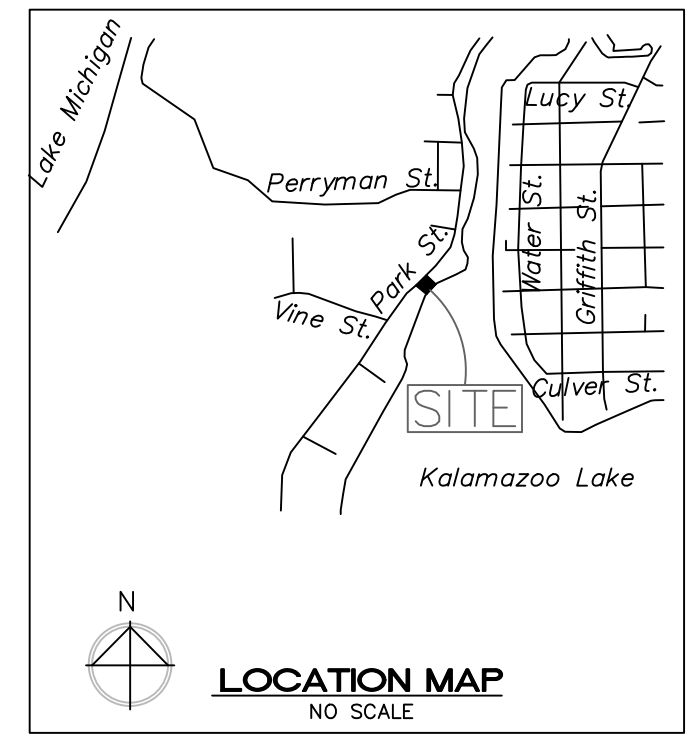 Lake Michigan
Lucy St.
Perryman St.
Water St.
Griffith St.
Park St.
Vine St.
Culver St.
SITE
Kalamazoo Lake
N
LOCATION MAP
NO SCALE